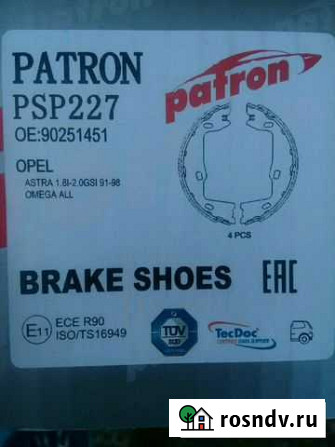 PATRON
patron
PSP227
OE:90251451
OPEL
ASTRA 1.8I-2.0GSI 91-98
OMEGA ALL
4 PCS
BRAKE SHOES
EAC
E11
ECE R90
ISO/TS16949
TÜV
TecDoc
rosndv.ru